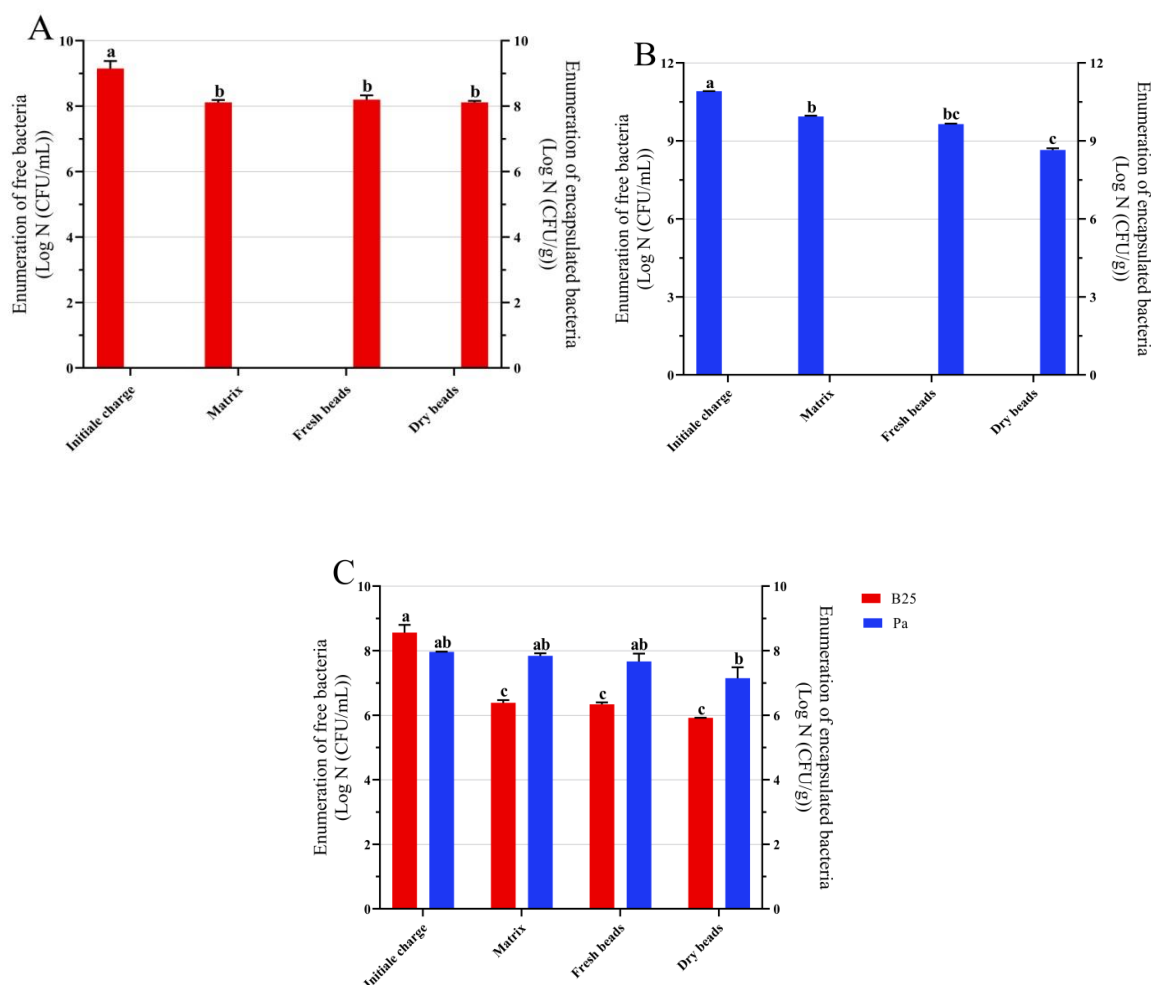 A
Enumeration of free bacteria
(Log N (CFU/mL))
10
8
6
4
2
0
a
b
b
b
10
8
6
4
2
0
Enumeration of encapsulated bacteria
(Log N (CFU/g))
Initiale charge
Matrix
Fresh beads
Dry beads
B
Enumeration of free bacteria
(Log N (CFU/mL))
12
9
6
3
0
a
b
bc
c
12
9
6
3
0
Enumeration of encapsulated bacteria
(Log N (CFU/g))
Initiale charge
Matrix
Fresh beads
Dry beads
C
Enumeration of free bacteria
(Log N (CFU/mL))
10
8
6
4
2
0
a
ab
c
ab
c
ab
c
b
10
8
6
4
2
0
Enumeration of encapsulated bacteria
(Log N (CFU/g))
Initiale charge
Matrix
Fresh beads
Dry beads
B25
Pa